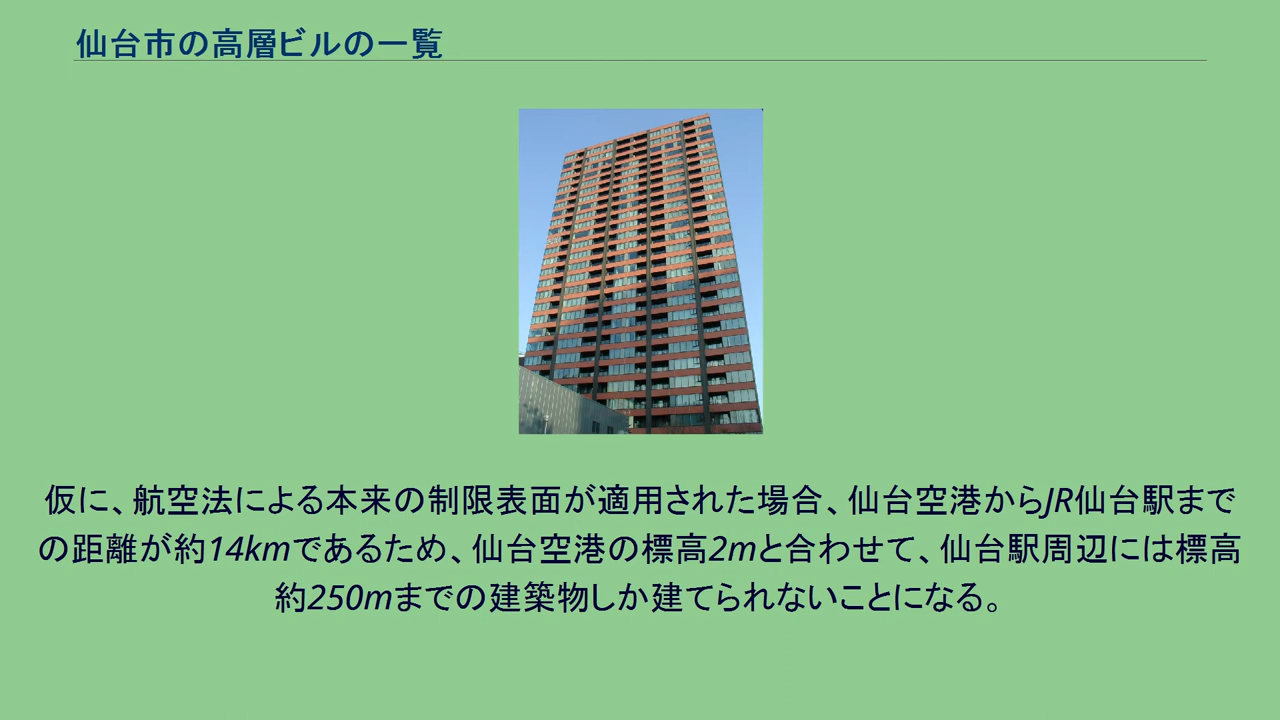 仙台市の高層ビルの一覧
仮に、航空法による本来の制限表面が適用された場合、仙台空港からJR仙台駅まで
の距離が約14kmであるため、仙台空港の標高2mと合わせて、仙台駅周辺には標高
約250mまでの建築物しか建てられないことになる。